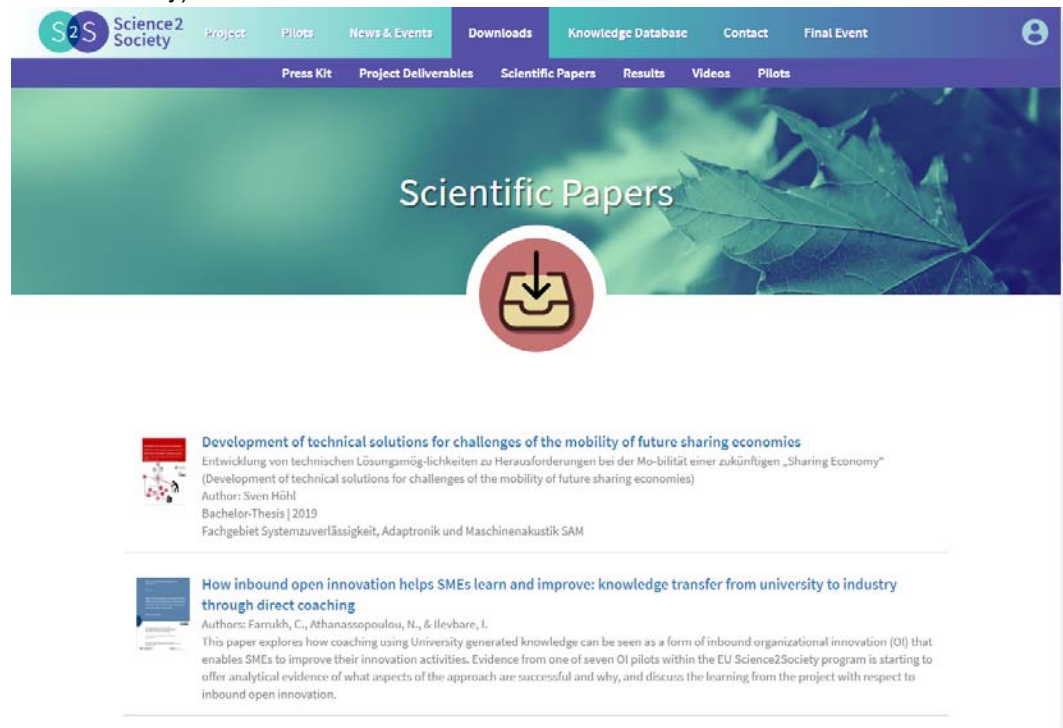 S2S Science2 Society Project Pilots News & Events Downloads Knowledge Database Contact Final Event
Press Kit Project Deliverables Scientific Papers Results Videos Pilots
Scientific Papers
Development of technical solutions for challenges of the mobility of future sharing economies
Entwicklung von technischen Lösungsmög-lichkeiten zu Herausforderungen bei der Mo-bilität einer zukünftigen „Sharing Economy“
(Development of technical solutions for challenges of the mobility of future sharing economies)
Author: Sven Höhl
Bachelor-Thesis | 2019
Fachgebiet Systemzuverlässigkeit, Adaptronik und Maschinenakustik SAM
How inbound open innovation helps SMEs learn and improve: knowledge transfer from university to industry
through direct coaching
Authors: Farrukh, C., Athanassopoulou, N., & Ilevbare, I.
This paper explores how coaching using University generated knowledge can be seen as a form of inbound organizational innovation (OI) that
enables SMEs to improve their innovation activities. Evidence from one of seven OI pilots within the EU Science2Society program is starting to
offer analytical evidence of what aspects of the approach are successful and why, and discuss the learning from the project with respect to
inbound open innovation.